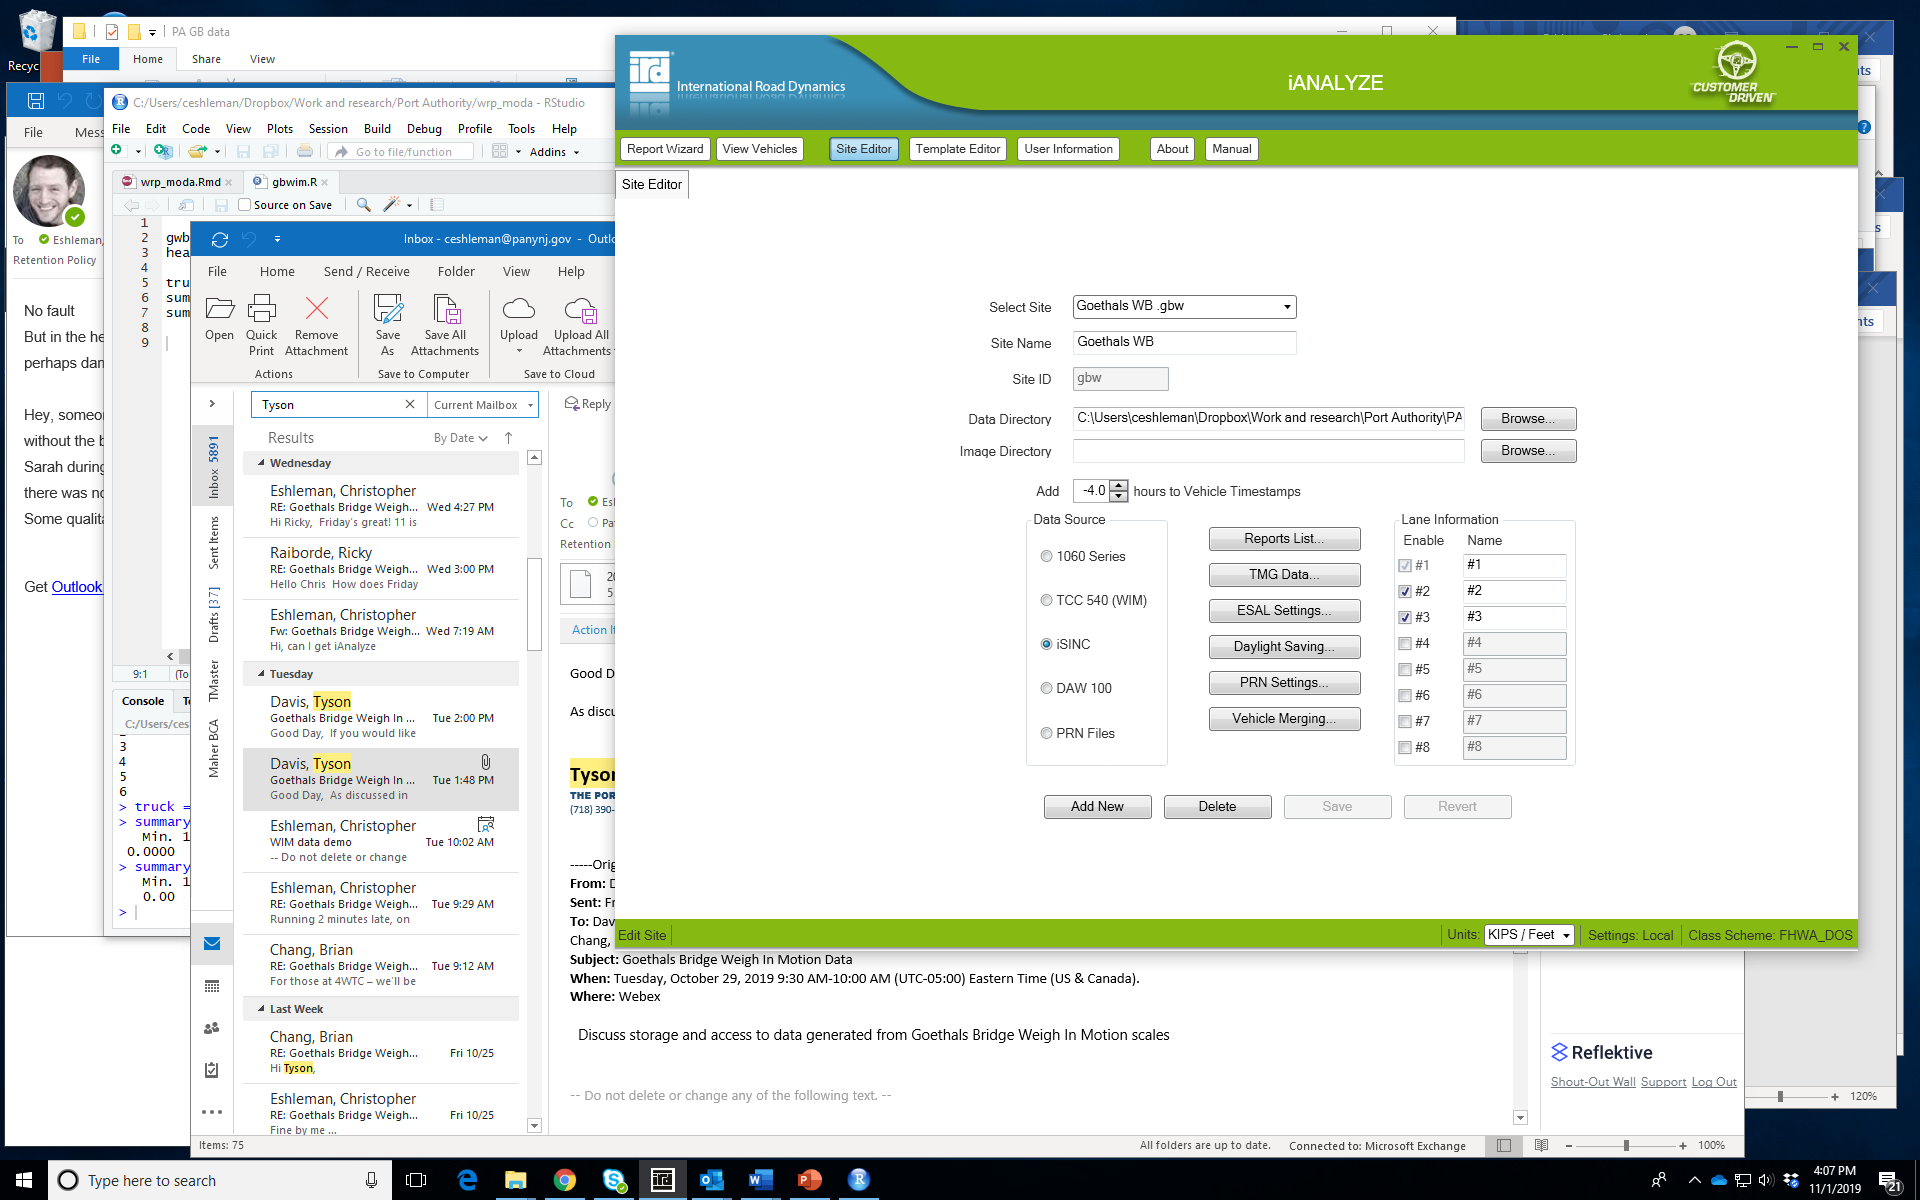 Recyc
PA GB data
File Home Share View
File Mess
To Eshleman,
Retention Policy
No fault
But in the he
perhaps dan
Hey, someo
without the b
Sarah during
there was no
Some qualita
Get Outlook
C:/Users/ceshleman/Dropbox/Work and research/Port Authority/wrp_moda - RStudio
File Edit Code View Plots Session Build Debug Profile Tools Help
Go to file/function Addins
wrp_moda.Rmd gbwim.R
Source on Save
1
2 gwb
3 hea
4
5 truc
6 sum
7 sum
8
9
9:1 (To
Console Te
C:/Users/ces
3
4
5
6
> truck =
> summary
Min. 1
0.0000
> summary
Min. 1
0.00
>
Inbox - ceshleman@panynj.gov - Outlo
File Home Send / Receive Folder View Help
Open Quick Print Remove Attachment Save As Save All Attachments Upload Upload All Attachments
Actions Save to Computer Save to Cloud
Tyson Current Mailbox
Results By Date
Inbox 5891
Sent Items
Drafts [37]
TMaster
Maher BCA
Wednesday
Eshleman, Christopher
RE: Goethals Bridge Weigh... Wed 4:27 PM
Hi Ricky, Friday's great! 11 is
Raiborde, Ricky
RE: Goethals Bridge Weigh... Wed 3:00 PM
Hello Chris How does Friday
Eshleman, Christopher
Fw: Goethals Bridge Weigh... Wed 7:19 AM
Hi, can I get iAnalyze
Tuesday
Davis, Tyson
Goethals Bridge Weigh In ... Tue 2:00 PM
Good Day, If you would like
Davis, Tyson
Goethals Bridge Weigh In ... Tue 1:48 PM
Good Day, As discussed in
Eshleman, Christopher
WIM data demo Tue 10:02 AM
-- Do not delete or change
Eshleman, Christopher
RE: Goethals Bridge Weigh... Tue 9:29 AM
Running 2 minutes late, on
Chang, Brian
RE: Goethals Bridge Weigh... Tue 9:12 AM
For those at 4WTC – we'll be
Last Week
Chang, Brian
RE: Goethals Bridge Weigh... Fri 10/25
Hi Tyson,
Eshleman, Christopher
RE: Goethals Bridge Weigh... Fri 10/25
Fine by me ...
Items: 75
Reply
To Esl
Cc Pa
Retention
20
5
Action It
Good D
As discu
Tyson
THE POR
(718) 390-
-----Orig
From: D
Sent: Fr
To: Dav
Chang,
Subject: Goethals Bridge Weigh In Motion Data
When: Tuesday, October 29, 2019 9:30 AM-10:00 AM (UTC-05:00) Eastern Time (US & Canada).
Where: Webex
Discuss storage and access to data generated from Goethals Bridge Weigh In Motion scales
-- Do not delete or change any of the following text. --
All folders are up to date. Connected to: Microsoft Exchange 100%
ird International Road Dynamics
iANALYZE
CUSTOMER DRIVEN
Report Wizard View Vehicles Site Editor Template Editor User Information About Manual
Site Editor
Select Site Goethals WB .gbw
Site Name Goethals WB
Site ID gbw
Data Directory C:\Users\ceshleman\Dropbox\Work and research\Port Authority\PA Browse...
Image Directory Browse...
Add -4.0 hours to Vehicle Timestamps
Data Source
1060 Series
TCC 540 (WIM)
iSINC
DAW 100
PRN Files
Reports List...
TMG Data...
ESAL Settings...
Daylight Saving...
PRN Settings...
Vehicle Merging...
Lane Information
Enable Name
#1 #1
#2 #2
#3 #3
#4 #4
#5 #5
#6 #6
#7 #7
#8 #8
Add New Delete Save Revert
Edit Site Units: KIPS / Feet Settings: Local Class Scheme: FHWA_DOS
Reflektive
Shout-Out Wall Support Log Out
120%
Type here to search
4:07 PM
11/1/2019
21